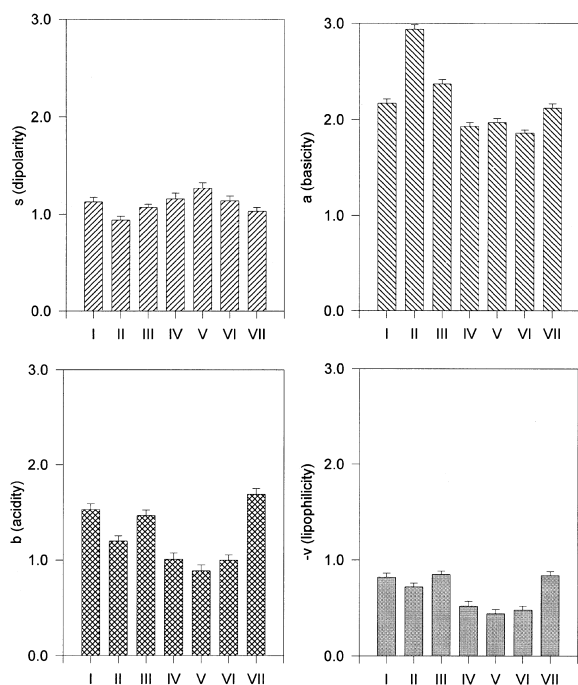 3.0
2.0
1.0
0.0
s (dipolarity)
I II III IV V VI VII
3.0
2.0
1.0
0.0
a (basicity)
I II III IV V VI VII
3.0
2.0
1.0
0.0
b (acidity)
I II III IV V VI VII
3.0
2.0
1.0
0.0
-v (lipophilicity)
I II III IV V VI VII